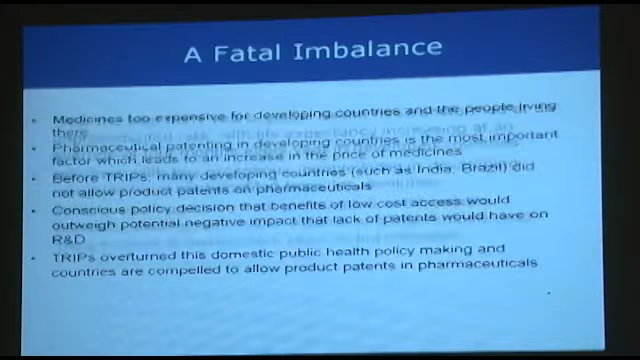 A Fatal Imbalance
• Medicines too expensive for developing countries and the people living
there
• Pharmaceutical patenting in developing countries is the most important
factor which leads to an increase in the price of medicines
• Before TRIPs, many developing countries (such as India, Brazil) did
not allow product patents on pharmaceuticals
• Conscious policy decision that benefits of low cost access would
outweigh potential negative impact that lack of patents would have on
R&D
• TRIPs overturned this domestic public health policy making and
countries are compelled to allow product patents in pharmaceuticals